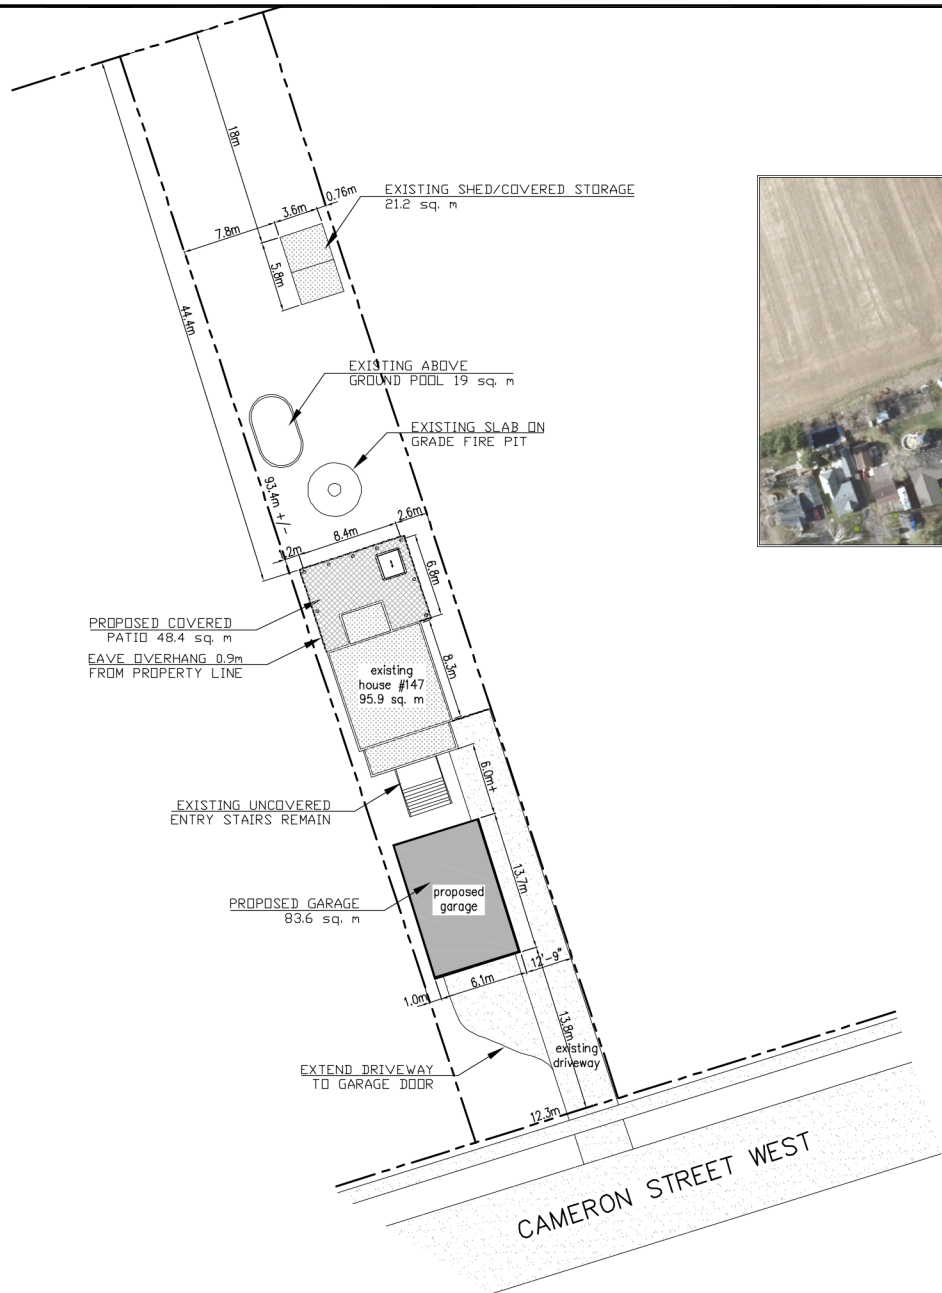 18m
0.76m
3.6m
7.8m
EXISTING SHED/COVERED STORAGE
21.2 sq. m
5.8m
44.4m
EXISTING ABOVE
GROUND POOL 19 sq. m
EXISTING SLAB ON
GRADE FIRE PIT
93.4m +/-
2.6m
8.4m
6.8m
PROPOSED COVERED
PATIO 48.4 sq. m
EAVE OVERHANG 0.9m
FROM PROPERTY LINE
existing
house #147
95.9 sq. m
8.3m
6.0m+
EXISTING UNCOVERED
ENTRY STAIRS REMAIN
PROPOSED GARAGE
83.6 sq. m
proposed
garage
13.7m
12'-9"
6.1m
1.0m
13.8m
existing
driveway
EXTEND DRIVEWAY
TO GARAGE DOOR
12.3m
CAMERON STREET WEST